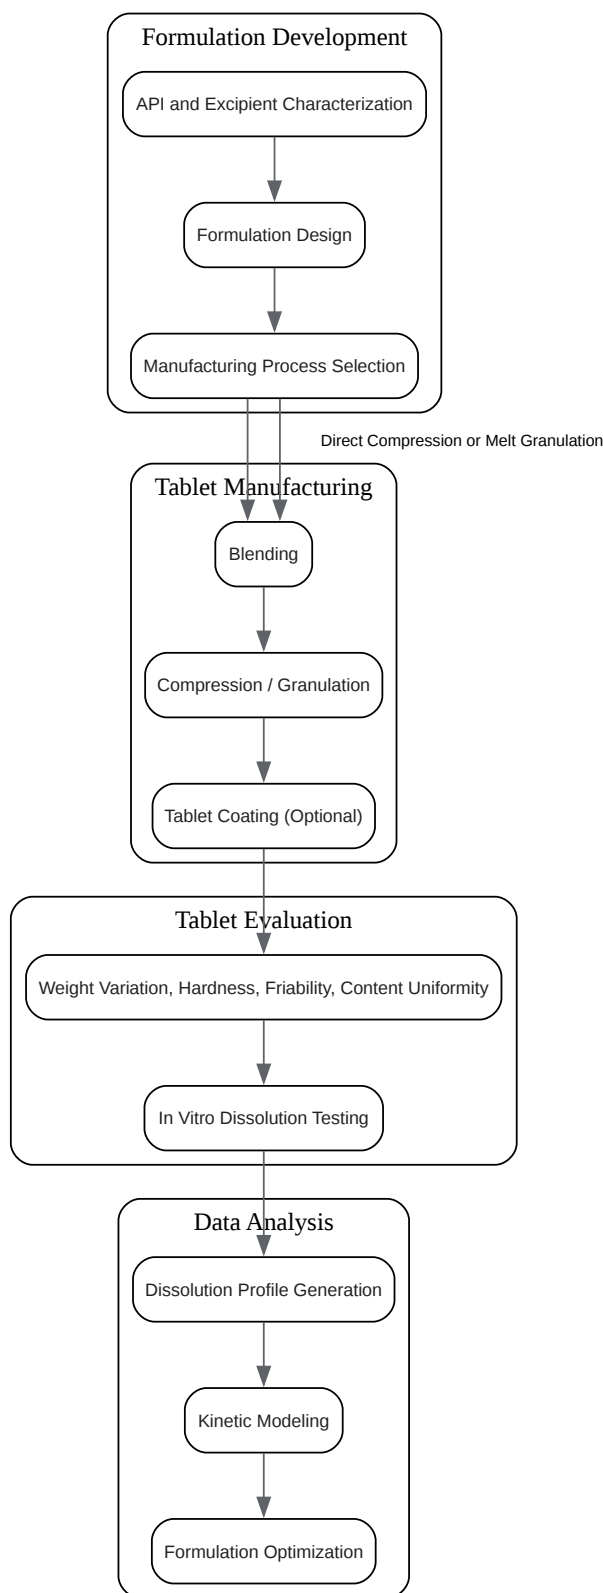 Formulation Development
API and Excipient Characterization
Formulation Design
Manufacturing Process Selection
Direct Compression or Melt Granulation
Tablet Manufacturing
Blending
Compression / Granulation
Tablet Coating (Optional)
Tablet Evaluation
Weight Variation, Hardness, Friability, Content Uniformity
In Vitro Dissolution Testing
Data Analysis
Dissolution Profile Generation
Kinetic Modeling
Formulation Optimization